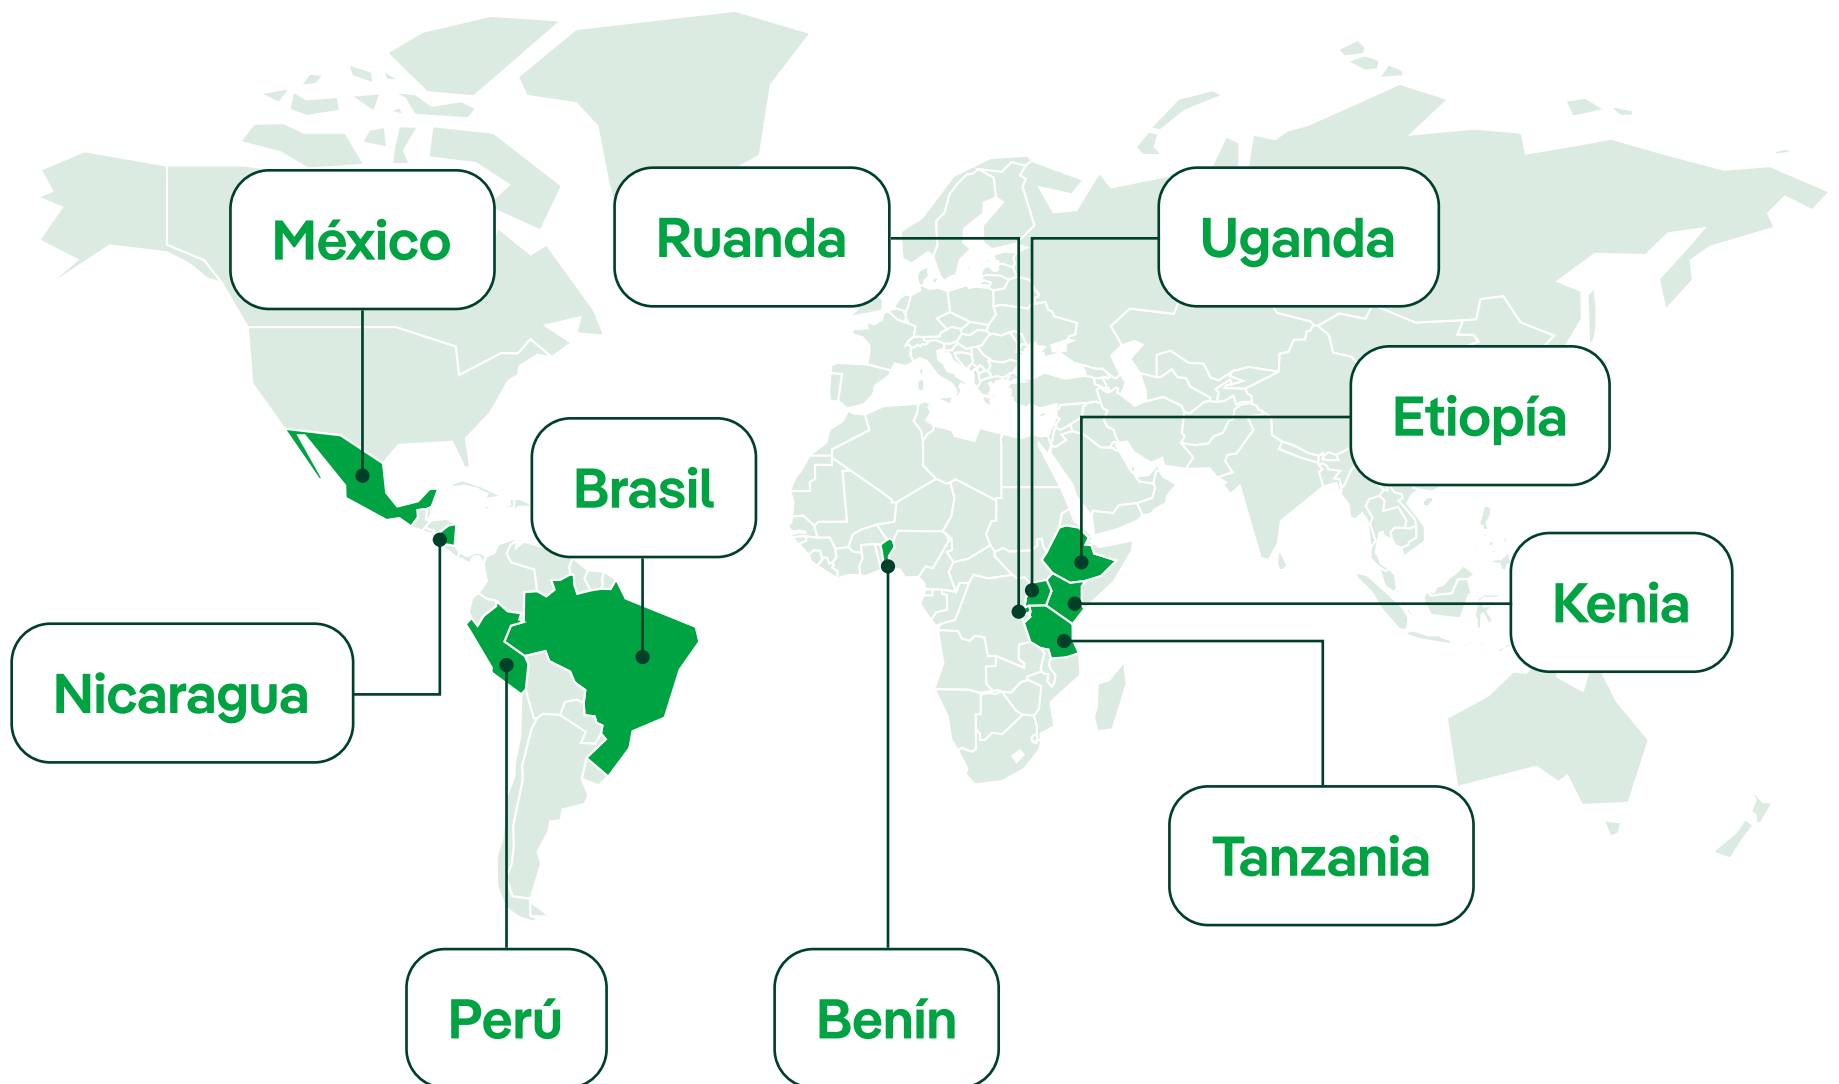 México
Ruanda
Uganda
Etiopía
Brasil
Kenia
Nicaragua
Tanzania
Perú
Benín